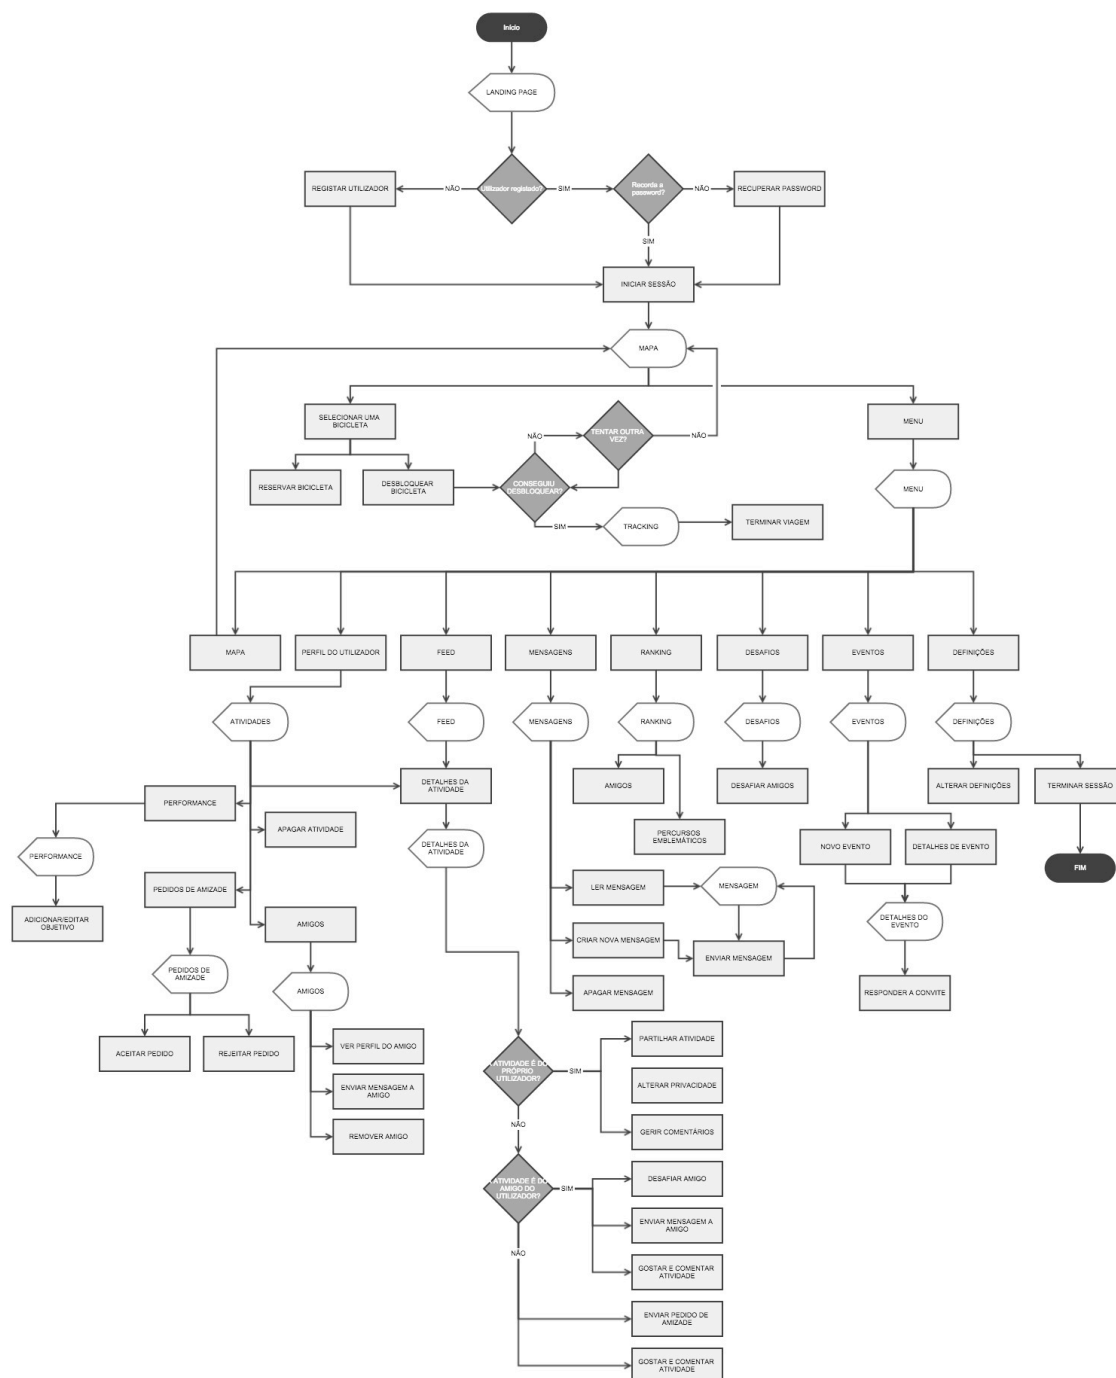 Início
LANDING PAGE
REGISTAR UTILIZADOR
NÃO
Utilizador registado?
SIM
Recorda a
password?
NÃO
RECUPERAR PASSWORD
SIM
INICIAR SESSÃO
MAPA
SELECIONAR UMA
BICICLETA
TENTAR OUTRA
VEZ?
NÃO
NÃO
MENU
RESERVAR BICICLETA
DESBLOQUEAR
BICICLETA
CONSEGUIU
DESBLOQUEAR?
MENU
SIM
TRACKING
TERMINAR VIAGEM
MAPA
PERFIL DO UTILIZADOR
FEED
MENSAGENS
RANKING
DESAFIOS
EVENTOS
DEFINIÇÕES
ATIVIDADES
FEED
MENSAGENS
RANKING
DESAFIOS
EVENTOS
DEFINIÇÕES
PERFORMANCE
DETALHES DA
ATIVIDADE
AMIGOS
DESAFIAR AMIGOS
ALTERAR DEFINIÇÕES
TERMINAR SESSÃO
APAGAR ATIVIDADE
PERCURSOS
EMBLEMÁTICOS
PERFORMANCE
DETALHES DA
ATIVIDADE
NOVO EVENTO
DETALHES DE EVENTO
FIM
PEDIDOS DE AMIZADE
LER MENSAGEM
MENSAGEM
ADICIONAR/EDITAR
OBJETIVO
AMIGOS
DETALHES DO
EVENTO
CRIAR NOVA MENSAGEM
ENVIAR MENSAGEM
PEDIDOS DE
AMIZADE
AMIGOS
APAGAR MENSAGEM
RESPONDER A CONVITE
ACEITAR PEDIDO
REJEITAR PEDIDO
VER PERFIL DO AMIGO
PARTILHAR ATIVIDADE
ATIVIDADE É DO
PRÓPRIO
UTILIZADOR?
SIM
ENVIAR MENSAGEM A
AMIGO
ALTERAR PRIVACIDADE
NÃO
REMOVER AMIGO
GERIR COMENTÁRIOS
ATIVIDADE É DO
AMIGO DO
UTILIZADOR?
SIM
DESAFIAR AMIGO
ENVIAR MENSAGEM A
AMIGO
NÃO
GOSTAR E COMENTAR
ATIVIDADE
ENVIAR PEDIDO DE
AMIZADE
GOSTAR E COMENTAR
ATIVIDADE